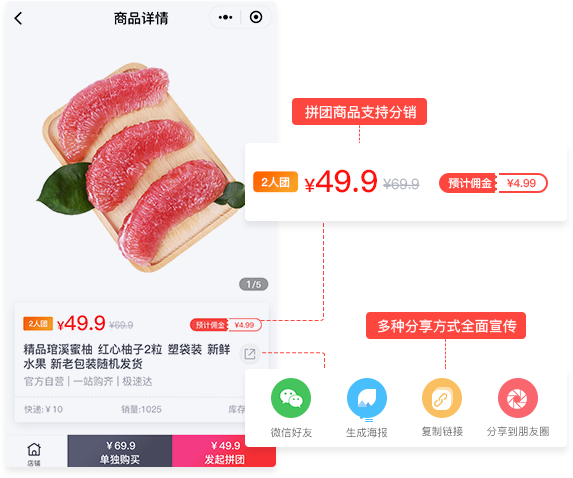 商品详情
拼团商品支持分销
2人团 ¥49.9 ¥69.9 预计佣金 ¥4.99
1/5
2人团 ¥49.9 ¥69.9 预计佣金 ¥4.99
多种分享方式全面宣传
精品琯溪蜜柚 红心柚子2粒 塑袋装 新鲜
水果 新老包装随机发货
官方自营 | 一站购齐 | 极速达
快递: ¥ 10 销量:1025 库存
微信好友 生成海报 复制链接 分享到朋友圈
店铺
¥ 69.9
单独购买
¥ 49.9
发起拼团